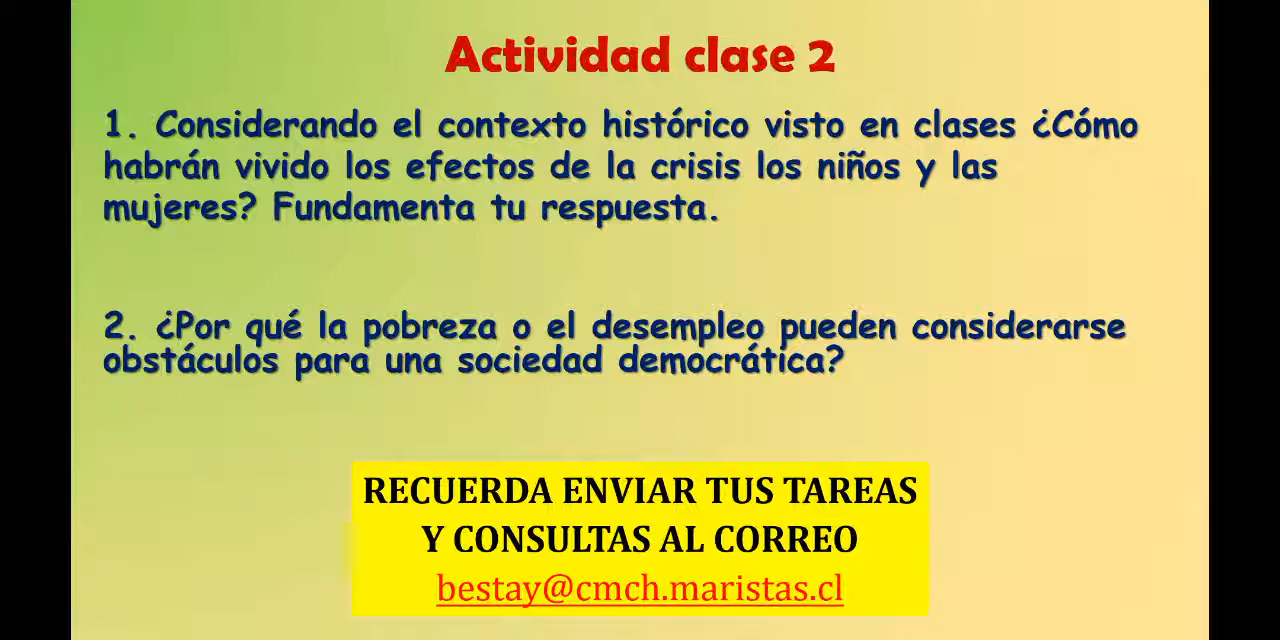 Actividad clase 2
1. Considerando el contexto histórico visto en clases ¿Cómo
habrán vivido los efectos de la crisis los niños y las
mujeres? Fundamenta tu respuesta.
2. ¿Por qué la pobreza o el desempleo pueden considerarse
obstáculos para una sociedad democrática?
RECUERDA ENVIAR TUS TAREAS
Y CONSULTAS AL CORREO
bestay@cmch.maristas.cl